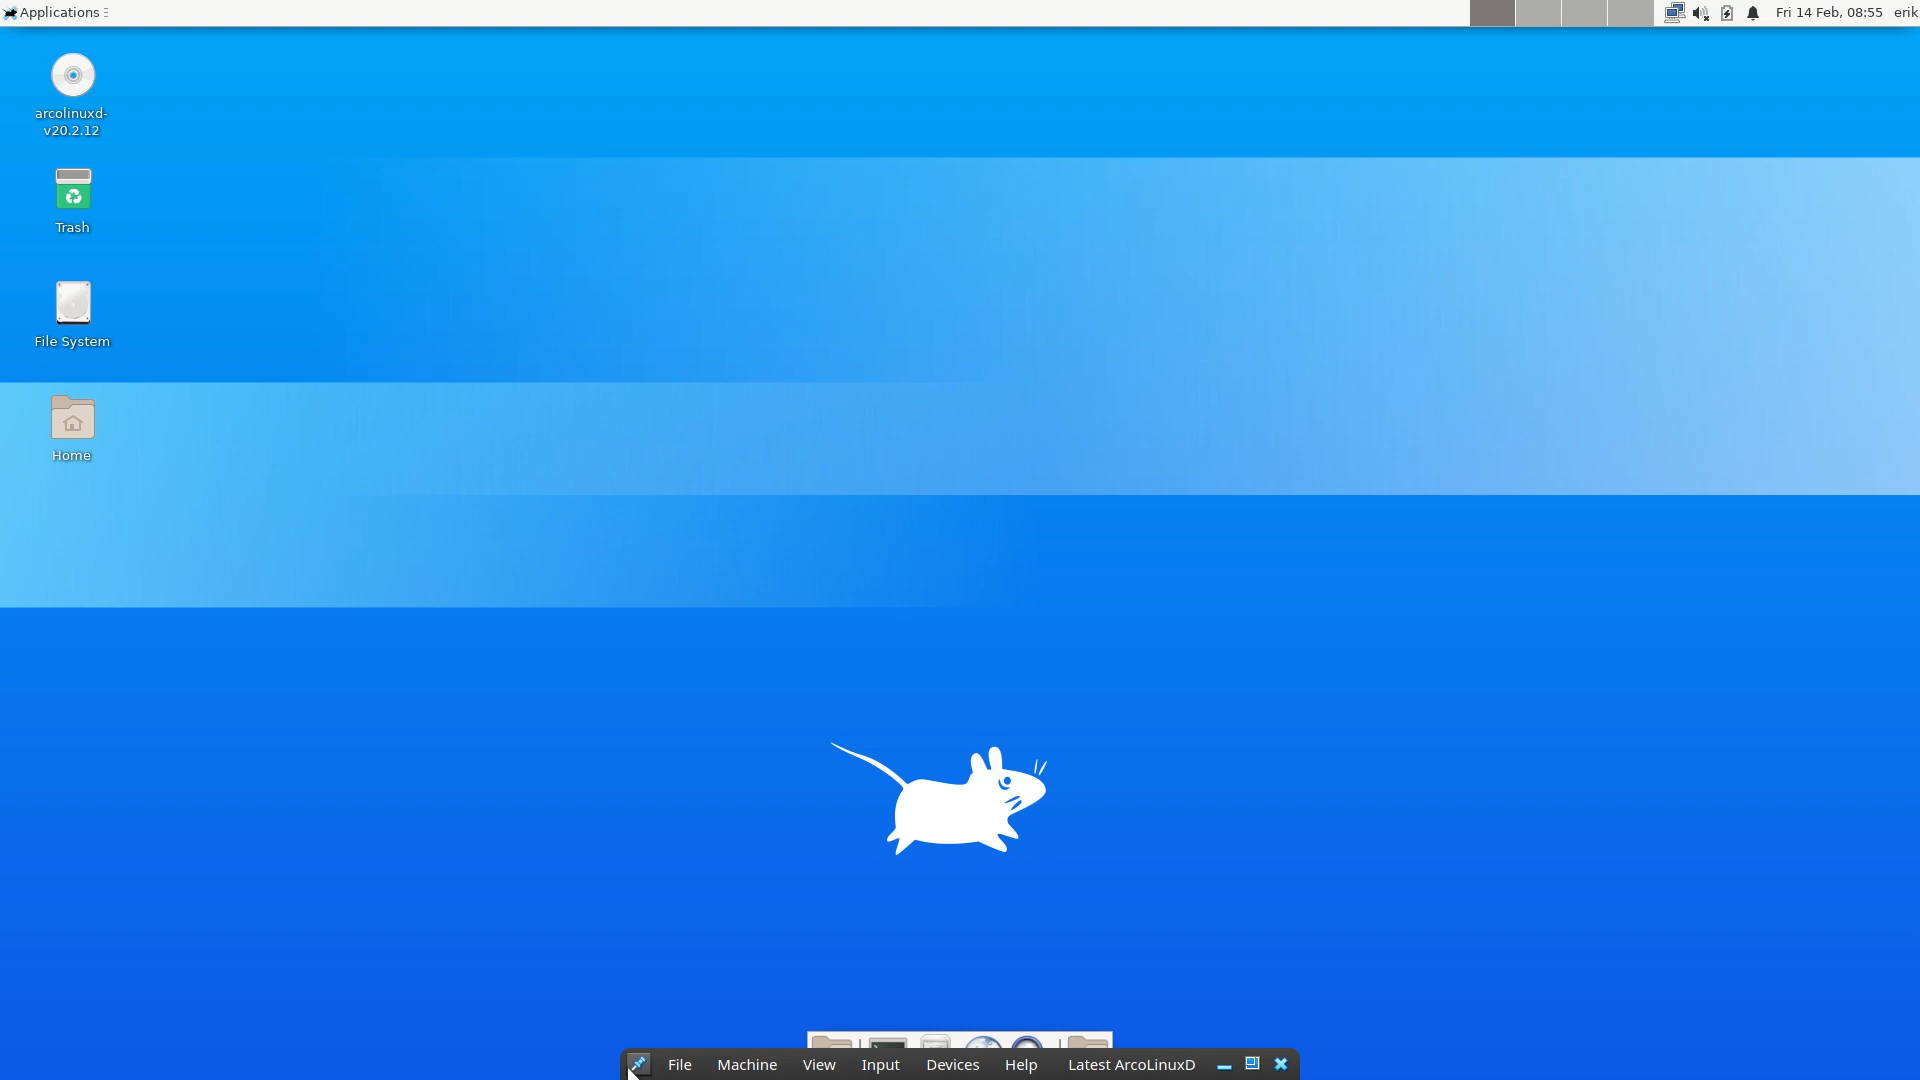 Applications
Fri 14 Feb, 08:55
erik
arcolinuxd-
v20.2.12
Trash
File System
Home
File
Machine
View
Input
Devices
Help
Latest ArcoLinuxD